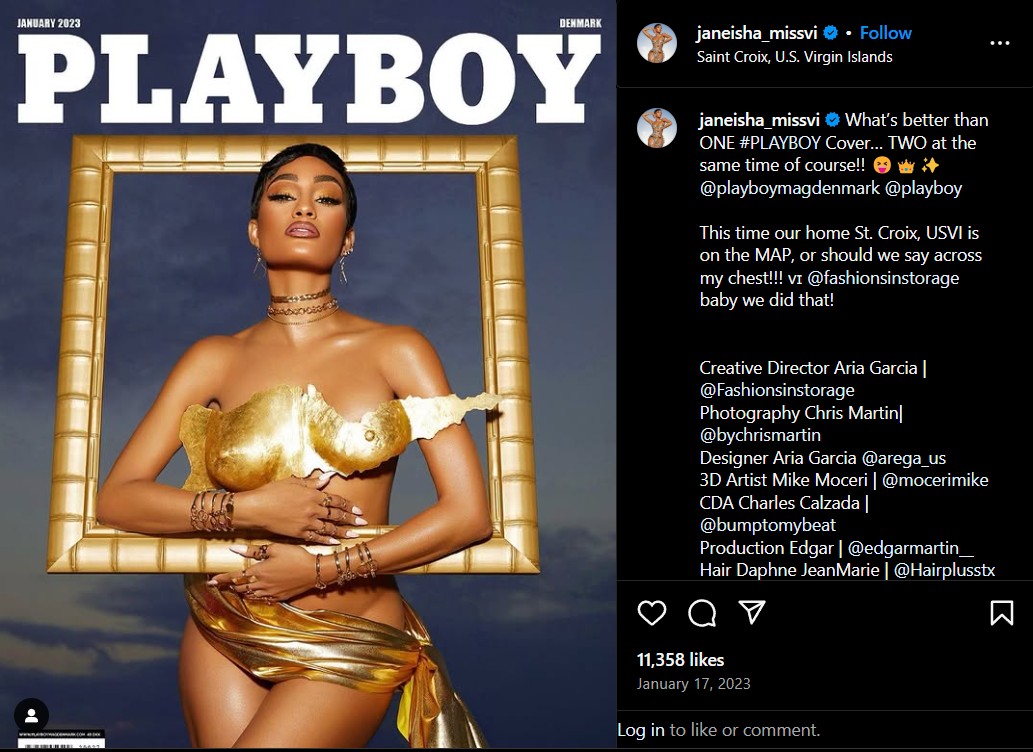 JANUARY 2023
DENMARK
PLAYBOY
WWW.PLAYBOYMAGDENMARK.COM
janeisha_missvi • Follow
Saint Croix, U.S. Virgin Islands
janeisha_missvi What's better than
ONE #PLAYBOY Cover... TWO at the
same time of course!! 😝 👑 ✨
@playboymagdenmark @playboy
This time our home St. Croix, USVI is
on the MAP, or should we say across
my chest!!! vɪ @fashionsinstorage
baby we did that!
Creative Director Aria Garcia |
@Fashionsinstorage
Photography Chris Martin|
@bychrismartin
Designer Aria Garcia @arega_us
3D Artist Mike Moceri | @mocerimike
CDA Charles Calzada |
@bumptomybeat
Production Edgar | @edgarmartin__
Hair Daphne JeanMarie | @Hairplusstx
11,358 likes
January 17, 2023
Log in to like or comment.